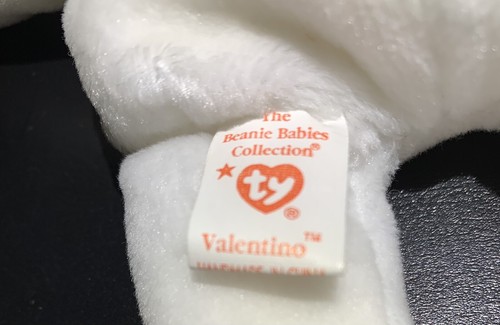 The
Beanie Babies
Collection®
ty®
Valentino™